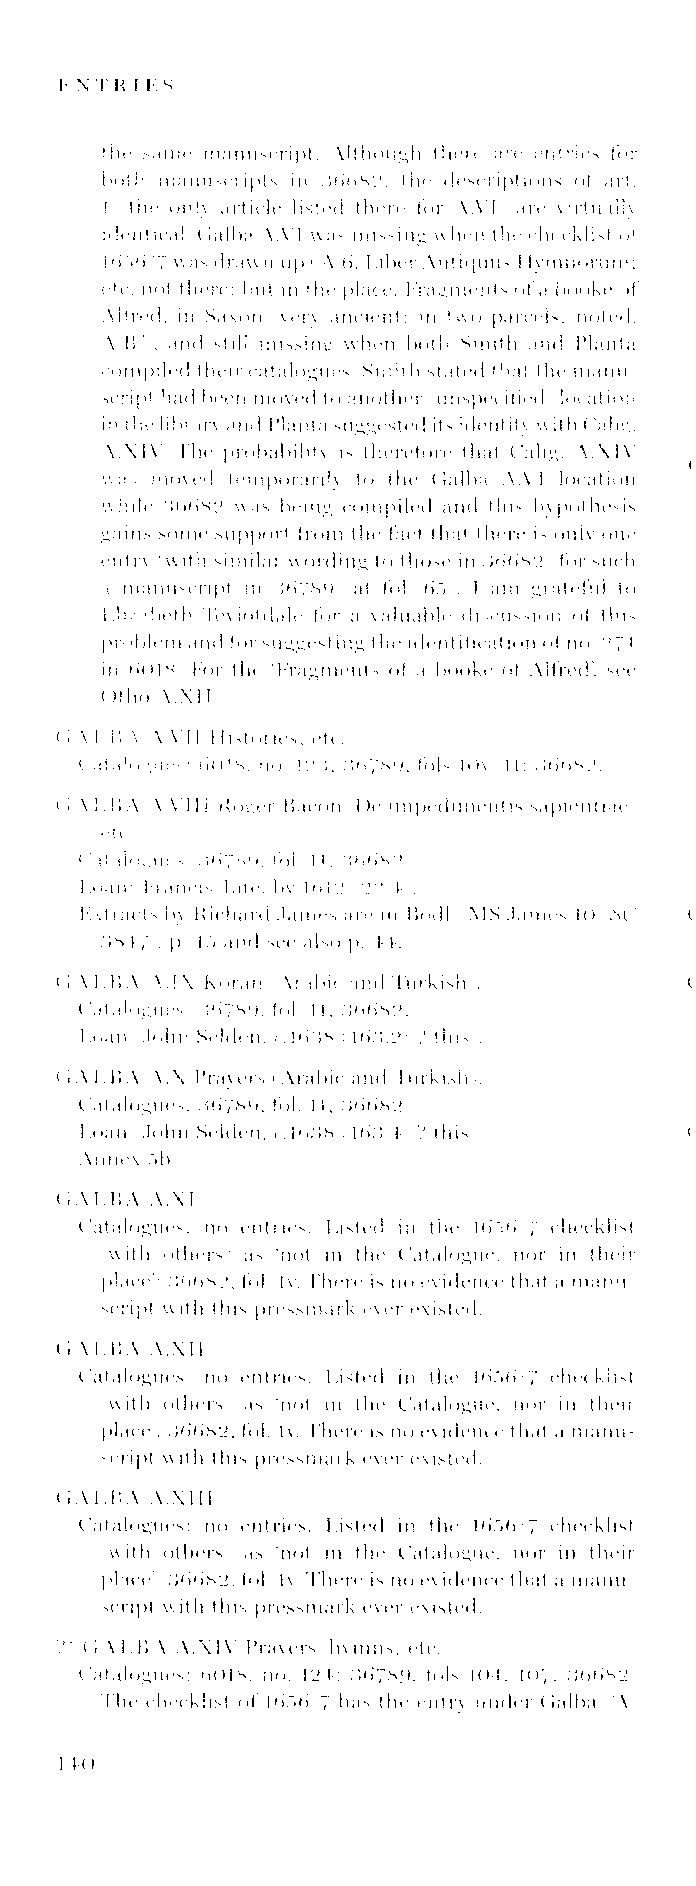 ENTRIES
the same manuscript. Although there are entries for
both manuscripts in 36682, the descriptions of art.
1 (the only article listed there for A.VI) are virtually
identical. Galba A.VI was missing when the checklist of
1656/7 was drawn up ('A 6. Liber Antiquus Hymnorum;
etc. not there; but in the place, Fragments of a booke of
Alfred, in Saxon, very ancient; in two parcels, noted,
A.B.', and still missing when both Smith and Planta
compiled their catalogues. Smith stated that the manu-
script had been moved to another (unspecified) location
in the library and Planta suggested its identity with Calig.
A.XIV. The probability is therefore that Calig. A.XIV
was moved temporarily to the Galba A.VI location
while 36682 was being compiled and this hypothesis
gains some support from the fact that there is only one
entry (with similar wording to those in 36682) for such
a manuscript in 36789 (at fol. 65). I am grateful to
Elizabeth Teviotdale for a valuable discussion of this
problem and for suggesting the identification of no. 274
in 6018. For the 'Fragments of a booke of Alfred', see
Otho A.XII.
GALBA A.VII Histories, etc.
Catalogues: 6018, no. 123; 36789, fols 10v, 11; 36682.
GALBA A.VIII Roger Bacon, De impedimentis sapientiae,
etc.
Catalogues: 36789, fol. 11; 36682.
Loan: Francis Tate, by 1612
Extracts by Richard James are in Bodl., MS James 10 (SC
3847), p. 15 and see also p. 44.
GALBA A.IX Koran (Arabic and Turkish).
Catalogues: 36789, fol. 11; 36682.
Loan: John Selden, c.1638 (163.2: ? this).
GALBA A.X Prayers (Arabic and Turkish).
Catalogues: 36789, fol. 11; 36682.
Loan: John Selden, c.1638 (163.4: ? this).
Annex 5b.
GALBA A.XI
Catalogues: no entries. Listed in the 1656/7 checklist
(with others) as 'not in the Catalogue, nor in their
place': 36682, fol. 1v. There is no evidence that a manu-
script with this pressmark ever existed.
GALBA A.XII
Catalogues: no entries. Listed in the 1656/7 checklist
(with others) as 'not in the Catalogue, nor in their
place': 36682, fol. 1v. There is no evidence that a manu-
script with this pressmark ever existed.
GALBA A.XIII
Catalogues: no entries. Listed in the 1656/7 checklist
(with others) as 'not in the Catalogue, nor in their
place': 36682, fol. 1v. There is no evidence that a manu-
script with this pressmark ever existed.
?* GALBA A.XIV Prayers, hymns, etc.
Catalogues: 6018, no. 124; 36789, fols 104, 107; 36682.
The checklist of 1656/7 has the entry under Galba: 'A
140